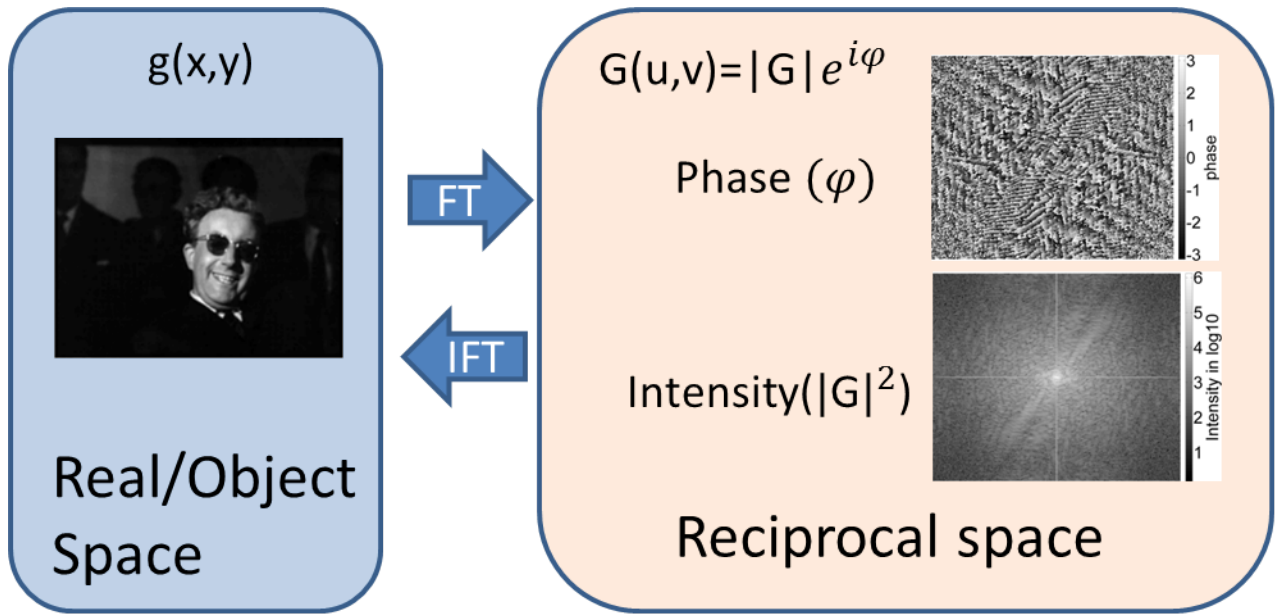 g(x,y)
Real/Object
Space
FT
IFT
G(u,v)=|G|e^{iφ}
Phase (φ)
3
2
1
0
-1
-2
-3
phase
Intensity(|G|²)
6
5
4
3
2
1
Intensity in log10
Reciprocal space